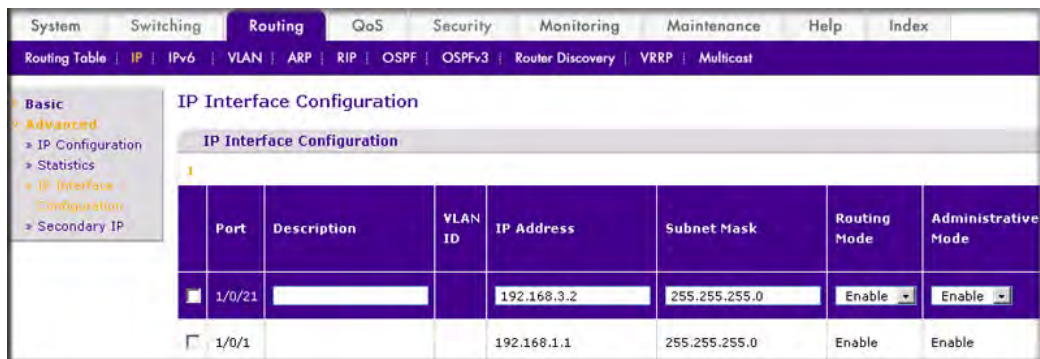 System Switching Routing QoS Security Monitoring Maintenance Help Index
Routing Table | IP | IPv6 | VLAN | ARP | RIP | OSPF | OSPFv3 | Router Discovery | VRRP | Multicast
Basic
Advanced
» IP Configuration
» Statistics
» IP Interface
Configuration
» Secondary IP
IP Interface Configuration
IP Interface Configuration
1
Port Description VLAN ID IP Address Subnet Mask Routing Mode Administrative Mode
1/0/21 192.168.3.2 255.255.255.0 Enable Enable
1/0/1 192.168.1.1 255.255.255.0 Enable Enable